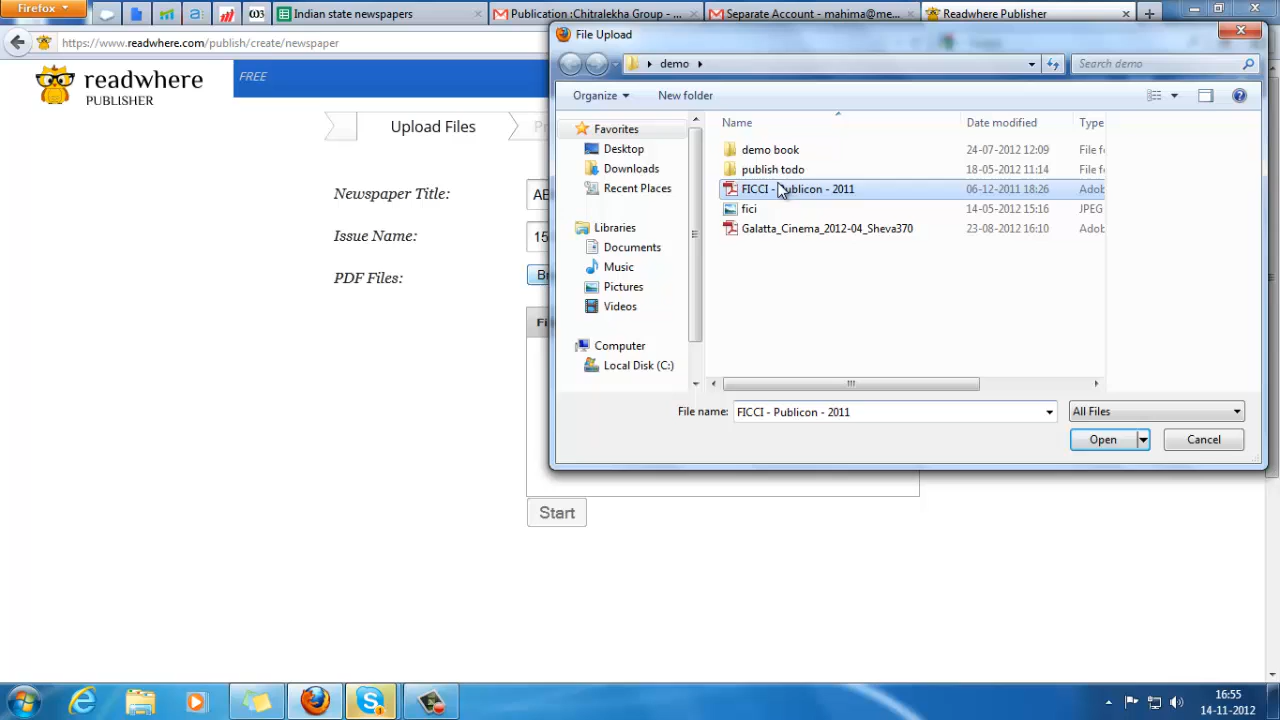 Firefox
Indian state newspapers
Publication :Chitralekha Group - ...
Separate Account - mahima@me...
Readwhere Publisher
https://www.readwhere.com/publish/create/newspaper
readwhere
PUBLISHER
FREE
Upload Files
Newspaper Title:
Issue Name:
15
PDF Files:
Start
File Upload
demo
Search demo
Organize
New folder
Favorites
Desktop
Downloads
Recent Places
Libraries
Documents
Music
Pictures
Videos
Computer
Local Disk (C:)
Name
Date modified
Type
demo book
24-07-2012 12:09
File f
publish todo
18-05-2012 11:14
File f
FICCI - Publicon - 2011
06-12-2011 18:26
Adob
fici
14-05-2012 15:16
JPEG
Galatta_Cinema_2012-04_Sheva370
23-08-2012 16:10
Adob
File name:
FICCI - Publicon - 2011
All Files
Open
Cancel
16:55
14-11-2012